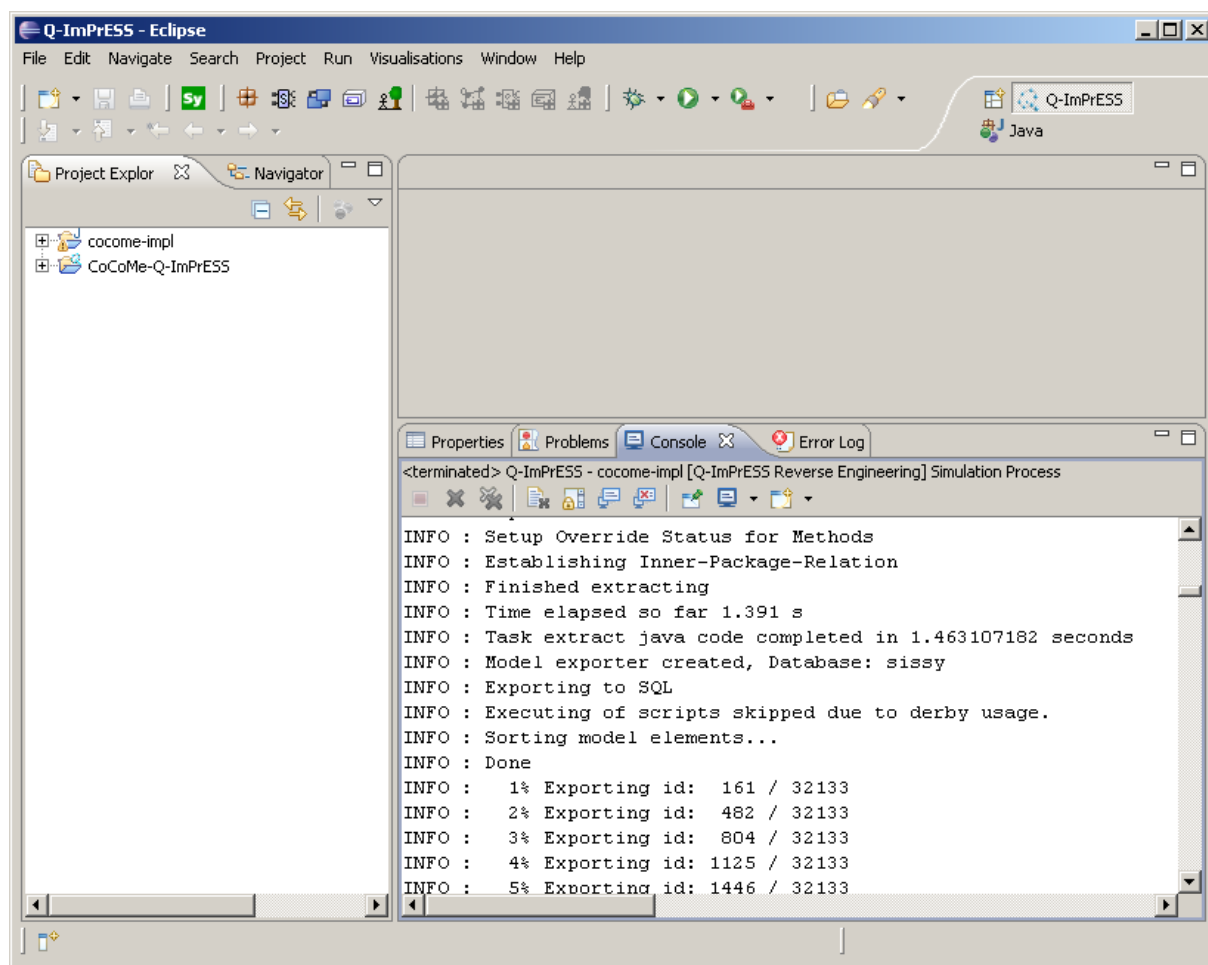 Q-ImPrESS - Eclipse
File Edit Navigate Search Project Run Visualisations Window Help
Sy
Q-ImPrESS
Java
Project Explor
Navigator
cocome-impl
CoCoMe-Q-ImPrESS
Properties Problems Console Error Log
<terminated> Q-ImPrESS - cocome-impl [Q-ImPrESS Reverse Engineering] Simulation Process
INFO : Setup Override Status for Methods
INFO : Establishing Inner-Package-Relation
INFO : Finished extracting
INFO : Time elapsed so far 1.391 s
INFO : Task extract java code completed in 1.463107182 seconds
INFO : Model exporter created, Database: sissy
INFO : Exporting to SQL
INFO : Executing of scripts skipped due to derby usage.
INFO : Sorting model elements...
INFO : Done
INFO : 1% Exporting id: 161 / 32133
INFO : 2% Exporting id: 482 / 32133
INFO : 3% Exporting id: 804 / 32133
INFO : 4% Exporting id: 1125 / 32133
INFO : 5% Exporting id: 1446 / 32133